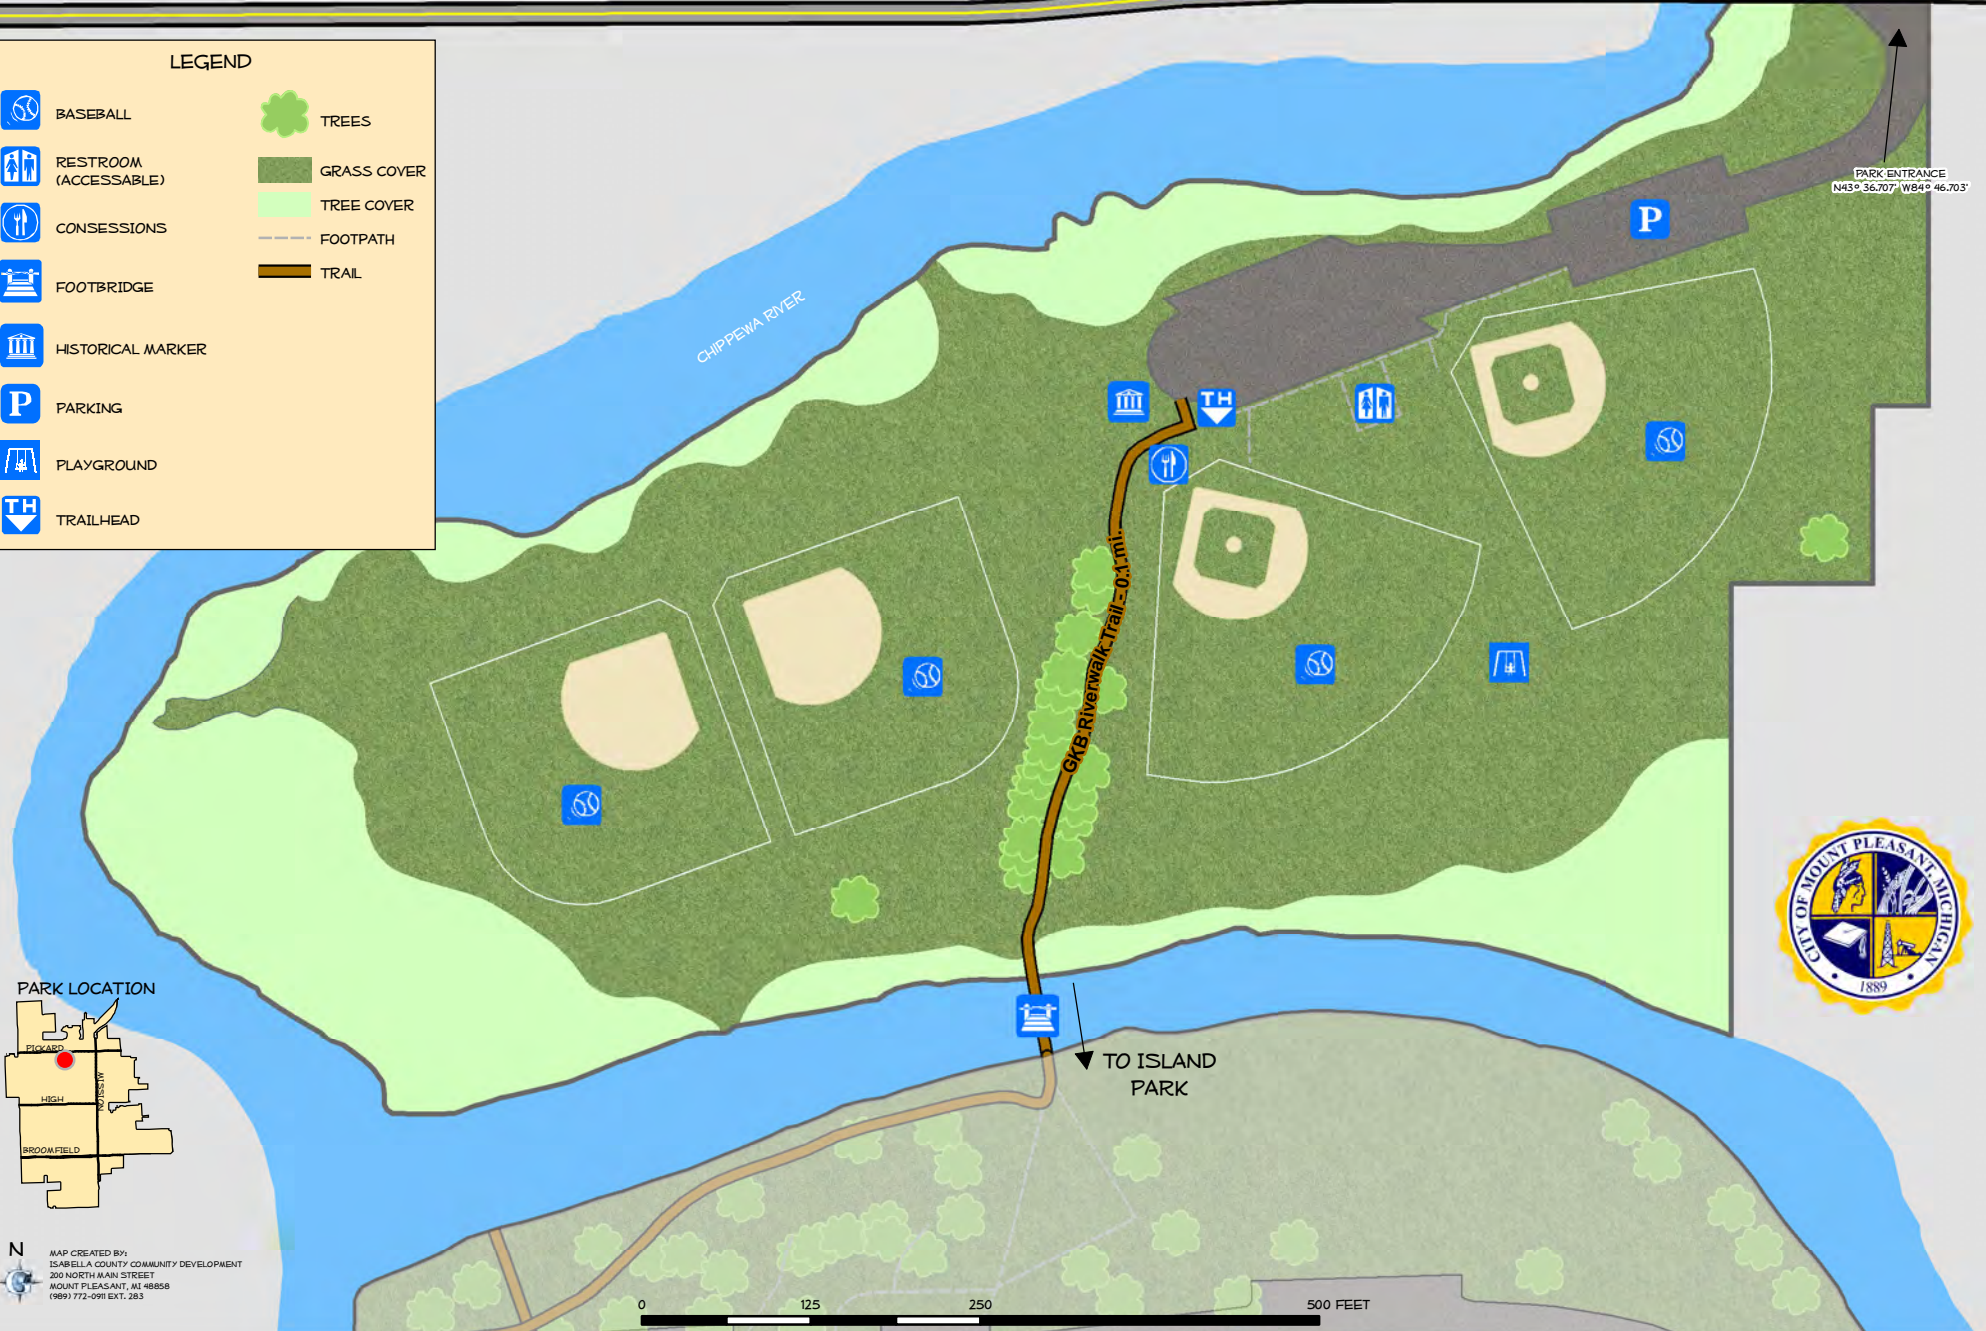 LEGEND
BASEBALL
RESTROOM
(ACCESSABLE)
CONSESSIONS
FOOTBRIDGE
HISTORICAL MARKER
P
PARKING
PLAYGROUND
TH
TRAILHEAD
TREES
GRASS COVER
TREE COVER
FOOTPATH
TRAIL
CHIPPEWA RIVER
PARK ENTRANCE
N43° 36.707' W84° 46.703'
P
TH
GKB Riverwalk Trail - 0.1 mi.
TO ISLAND
PARK
CITY OF MOUNT PLEASANT, MICHIGAN
1889
PARK LOCATION
PICKARD
MISSION
HIGH
BROOMFIELD
N
MAP CREATED BY:
ISABELLA COUNTY COMMUNITY DEVELOPMENT
200 NORTH MAIN STREET
MOUNT PLEASANT, MI 48858
(989) 772-0911 EXT. 283
0 125 250 500 FEET